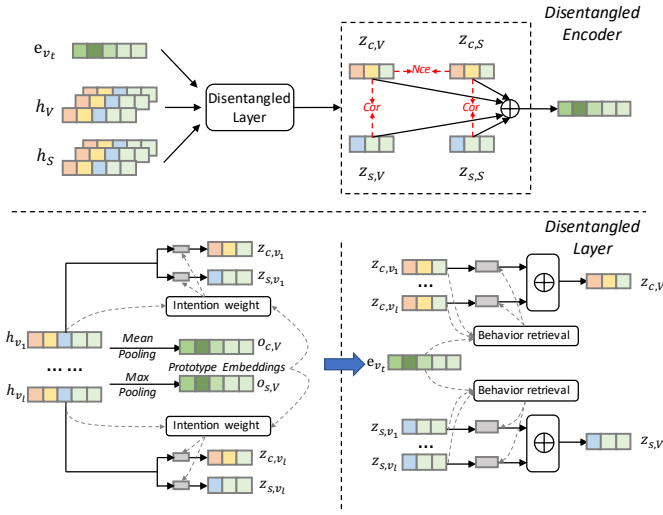 Disentangled
Encoder
e_{v_t}
h_V
h_S
Disentangled
Layer
z_{c,V}
z_{c,S}
Nce
Cor
Cor
z_{s,V}
z_{s,S}
Disentangled
Layer
z_{c,v_1}
z_{s,v_1}
Intention weight
h_{v_1}
Mean
Pooling
o_{c,V}
... ...
Prototype Embeddings
h_{v_l}
Max
Pooling
o_{s,V}
Intention weight
z_{c,v_l}
z_{s,v_l}
z_{c,v_1}
...
z_{c,v_l}
z_{c,V}
Behavior retrieval
e_{v_t}
Behavior retrieval
z_{s,v_1}
...
z_{s,v_l}
z_{s,V}